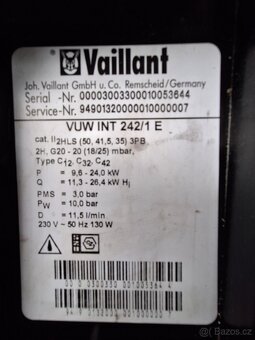 Vaillant
Joh. Vaillant GmbH u. Co. Remscheid/Germany
Serial -Nr. 00000300330000010053644
Service-Nr. 94901320000010000007
VUW INT 242/1 E
cat. II2HLS (50, 41,5, 35) 3PB
2H, G20 - 20 (18/25) mbar,
Type C12, C32, C42
P = 9,6 - 24,0 kW
Q = 11,3 - 26,4 kW Hi
PMS = 3,0 bar
PW = 10,0 bar
D = 11,5 l/min
230 V ~ 50 Hz 130 W
bazoš.cz